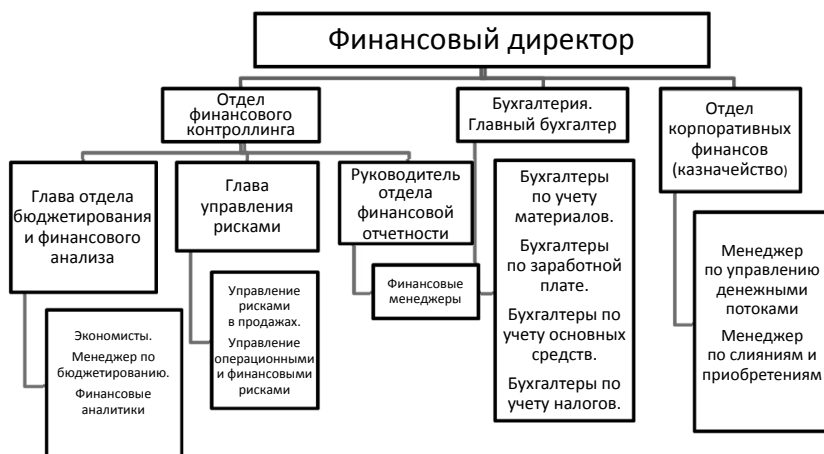 Финансовый директор
Отдел
финансового
контроллинга
Бухгалтерия.
Главный бухгалтер
Отдел
корпоративных
финансов
(казначейство)
Глава отдела
бюджетирования
и финансового
анализа
Глава
управления
рисками
Руководитель
отдела
финансовой
отчетности
Бухгалтеры
по учету
материалов.
Бухгалтеры
по заработной
плате.
Бухгалтеры по
учету основных
средств.
Бухгалтеры по
учету налогов.
Менеджер
по управлению
денежными
потоками
Менеджер
по слияниям и
приобретениям
Экономисты.
Менеджер по
бюджетированию.
Финансовые
аналитики
Управление
рисками
в продажах.
Управление
операционными
и финансовыми
рисками
Финансовые
менеджеры